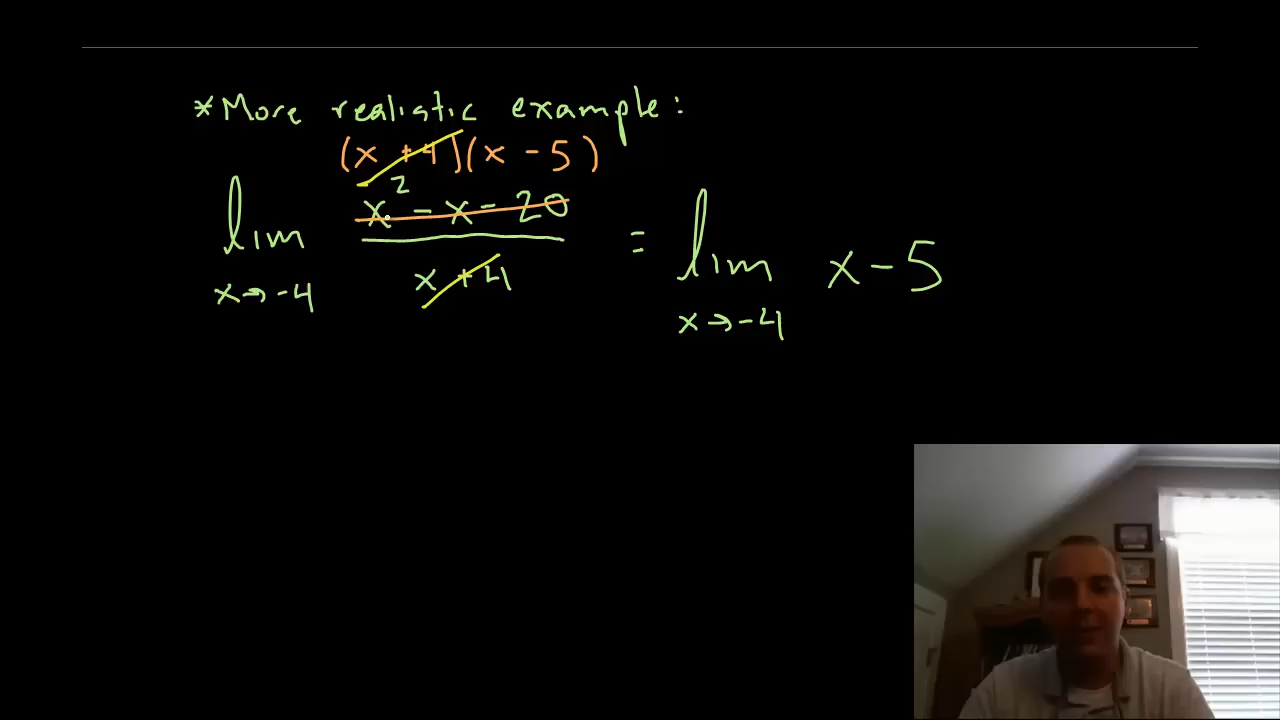 *More realistic example:
(x + 4)(x - 5)
lim x² - x - 20 = lim x - 5
x→-4 x + 4 x→-4